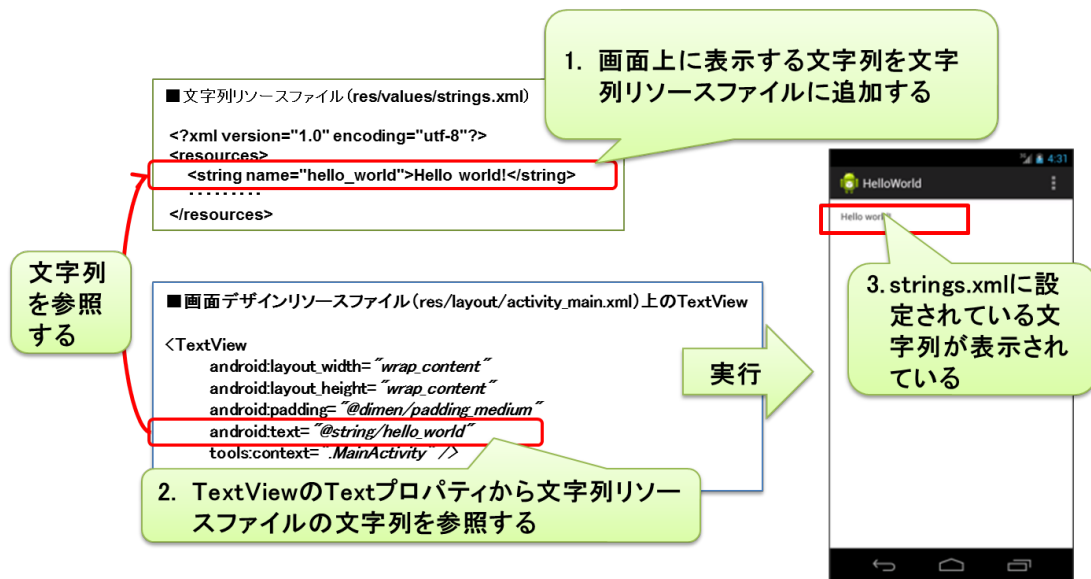 1. 画面上に表示する文字列を文字
列リソースファイルに追加する
■文字列リソースファイル（res/values/strings.xml）
<?xml version="1.0" encoding="utf-8"?>
<resources>
<string name="hello_world">Hello world!</string>
・・・・・・・・・
</resources>
文字列
を参照
する
■画面デザインリソースファイル（res/layout/activity_main.xml）上のTextView
<TextView
android:layout_width="wrap_content"
android:layout_height="wrap_content"
android:padding="@dimen/padding_medium"
android:text="@string/hello_world"
tools:context=".MainActivity" />
2. TextViewのTextプロパティから文字列リソー
スファイルの文字列を参照する
実行
4:31
HelloWorld
Hello
3. strings.xmlに設
定されている文
字列が表示され
ている